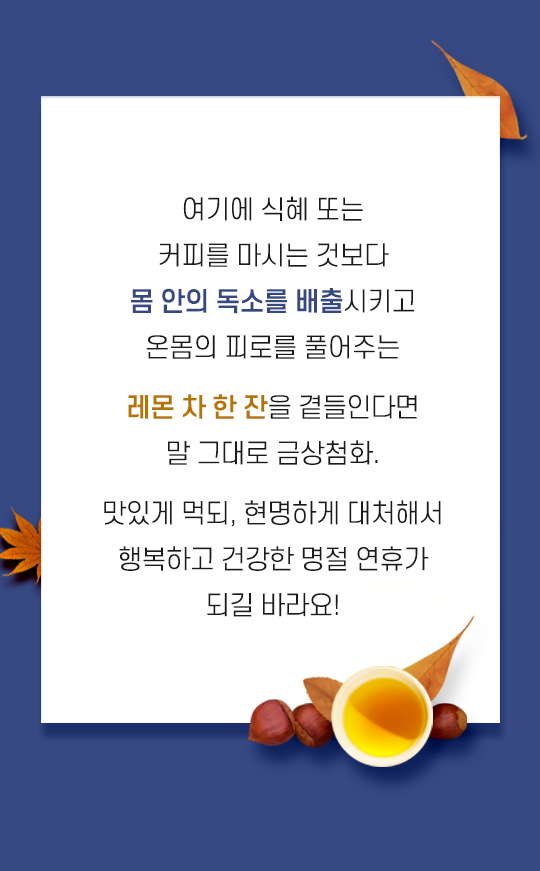 여기에 식혜 또는
커피를 마시는 것보다
몸 안의 독소를 배출시키고
온몸의 피로를 풀어주는
레몬 차 한 잔을 곁들인다면
말 그대로 금상첨화.
맛있게 먹되, 현명하게 대처해서
행복하고 건강한 명절 연휴가
되길 바라요!